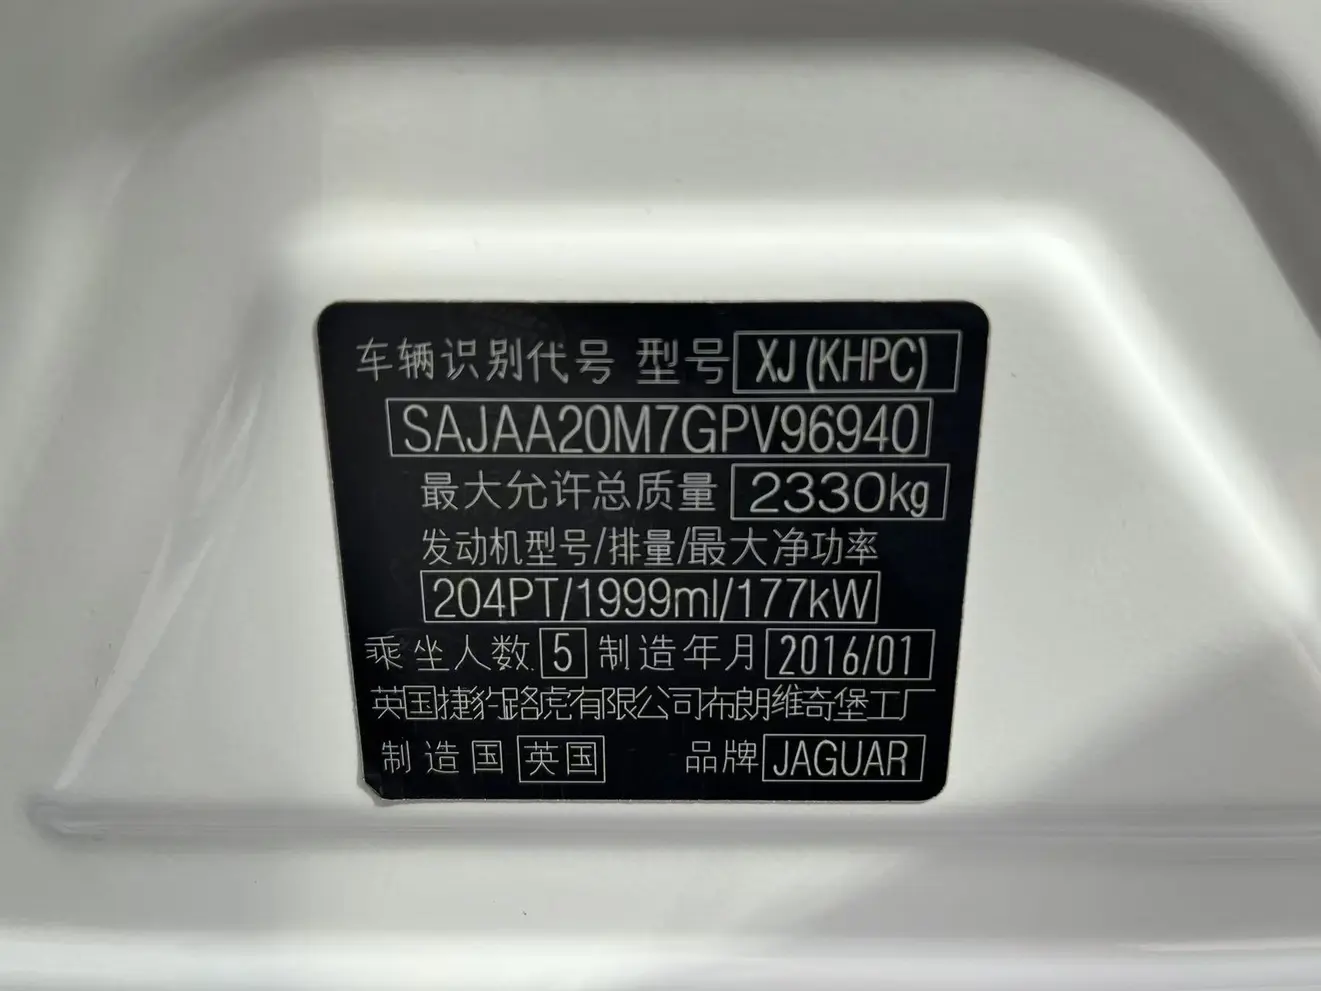 车辆识别代号 型号 XJ(KHPC)
SAJAA20M7GPV96940
最大允许总质量 2330kg
发动机型号/排量/最大净功率
204PT/1999ml/177kW
乘坐人数 5 制造年月 2016/01
英国捷豹路虎有限公司布朗维奇堡工厂
制造国 英国 品牌 JAGUAR